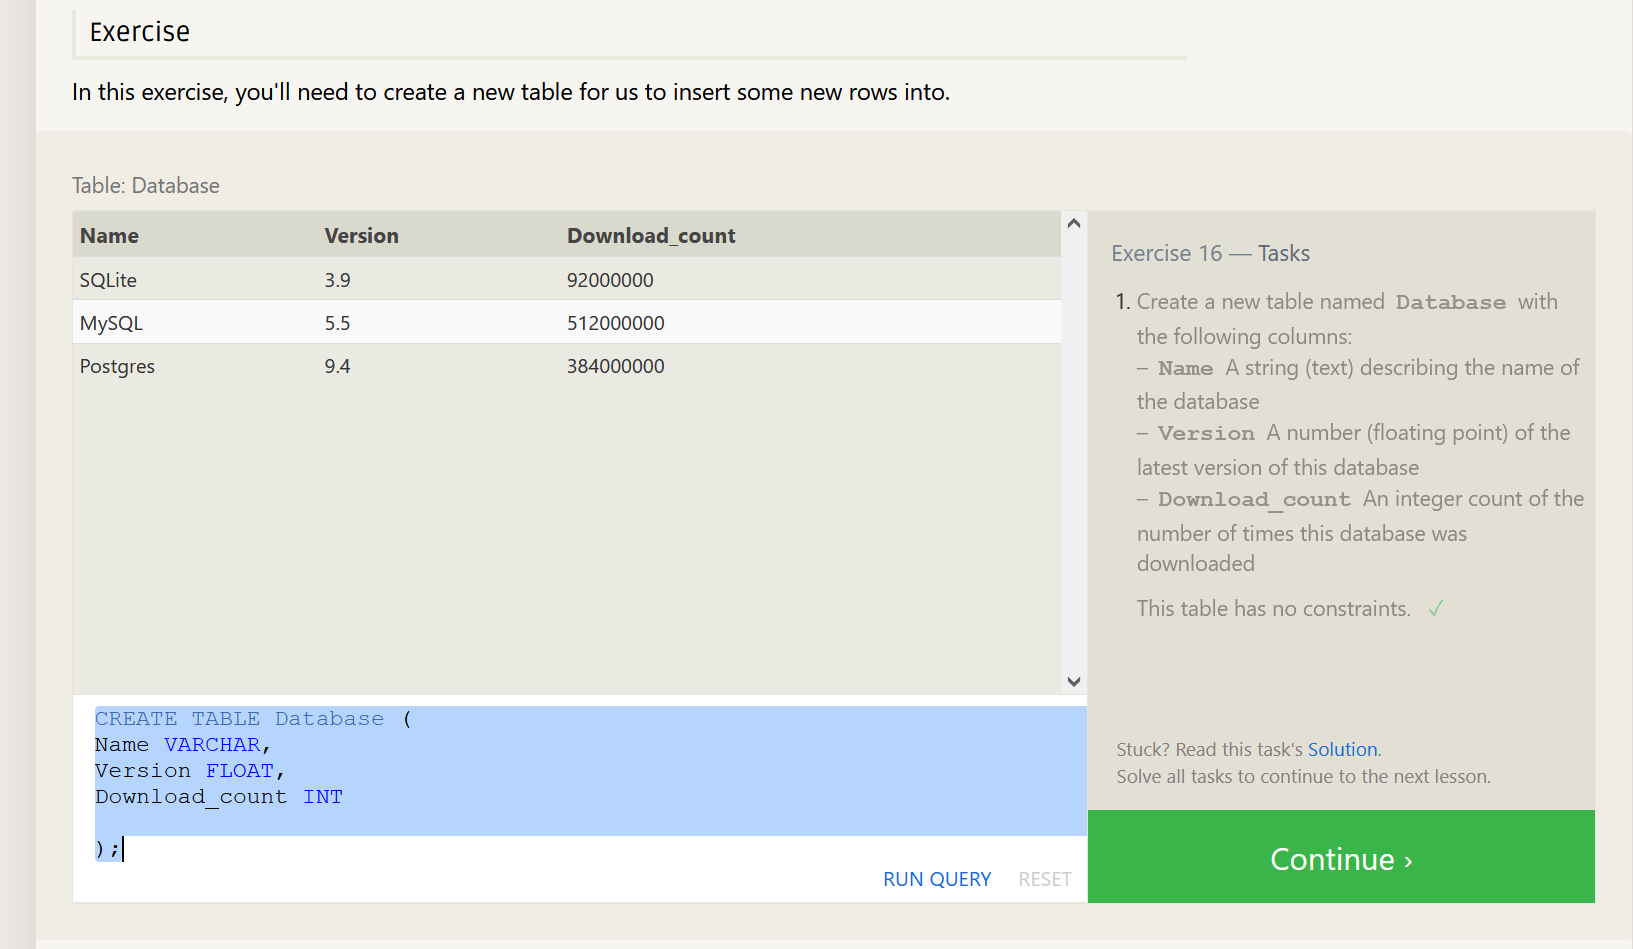 Exercise
In this exercise, you'll need to create a new table for us to insert some new rows into.
Table: Database
Name Version Download_count
SQLite 3.9 92000000
MySQL 5.5 512000000
Postgres 9.4 384000000
CREATE TABLE Database (
Name VARCHAR,
Version FLOAT,
Download_count INT
);
RUN QUERY RESET
Exercise 16 — Tasks
1. Create a new table named Database with
the following columns:
– Name A string (text) describing the name of
the database
– Version A number (floating point) of the
latest version of this database
– Download_count An integer count of the
number of times this database was
downloaded
This table has no constraints. ✓
Stuck? Read this task's Solution.
Solve all tasks to continue to the next lesson.
Continue ›